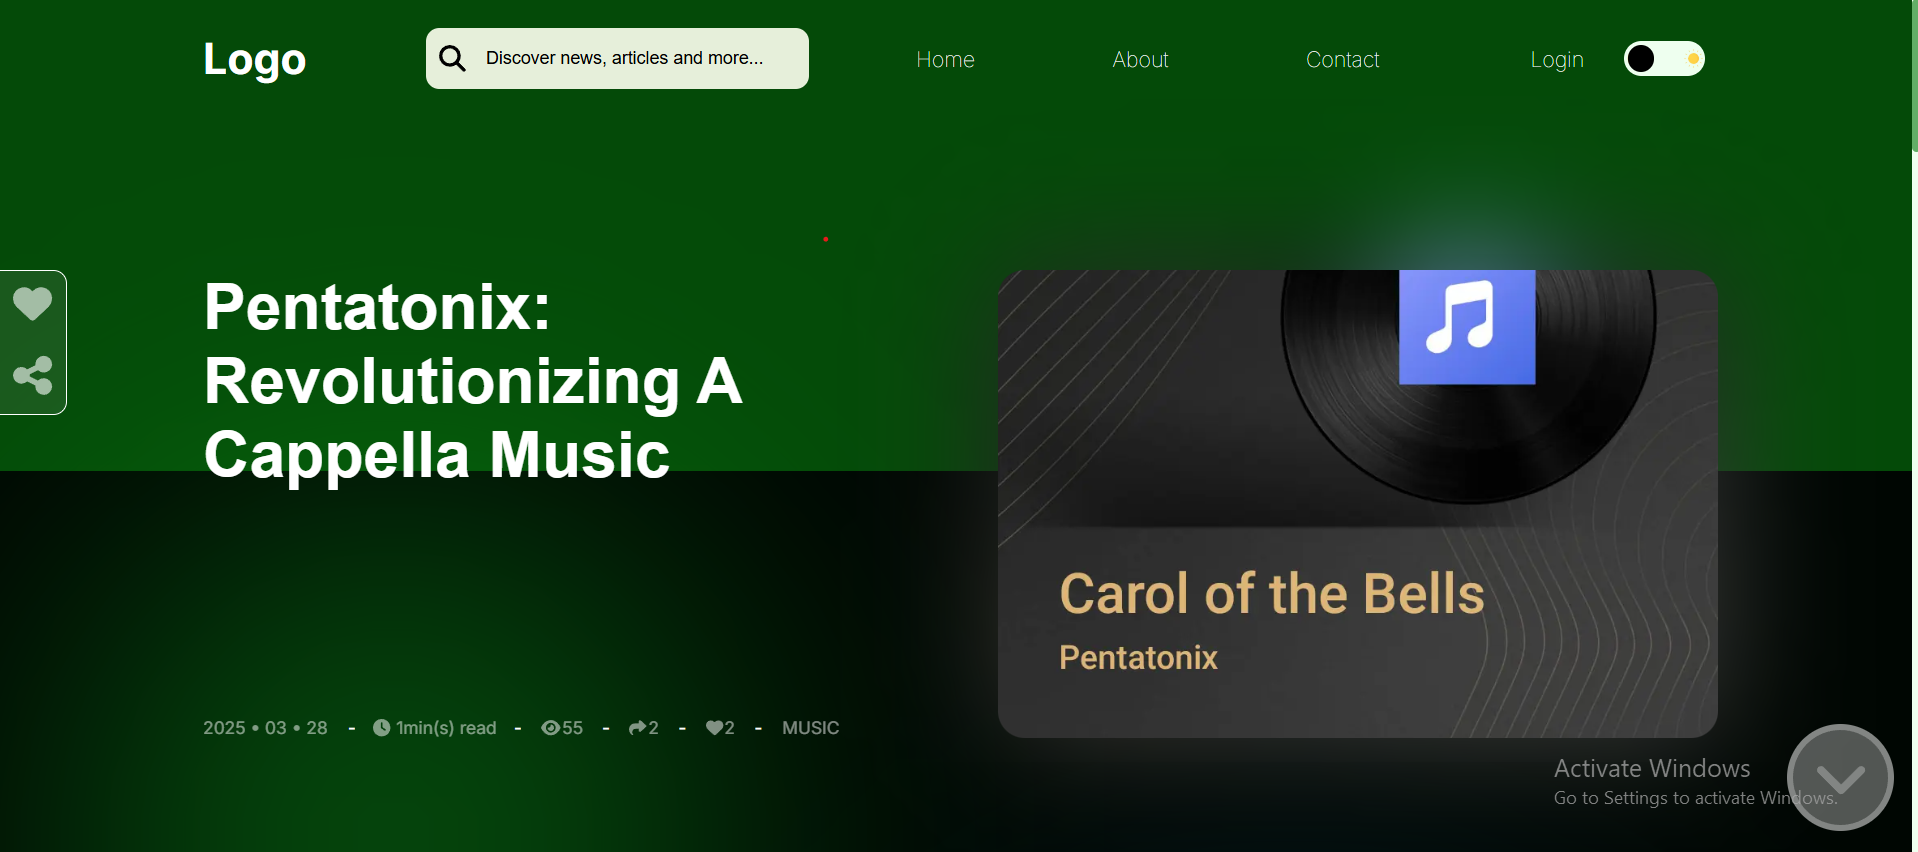 Logo
Discover news, articles and more...
Home
About
Contact
Login
Pentatonix:
Revolutionizing A
Cappella Music
Carol of the Bells
Pentatonix
2025 • 03 • 28 - 1min(s) read - 55 - 2 - 2 - MUSIC
Activate Windows
Go to Settings to activate Windows.